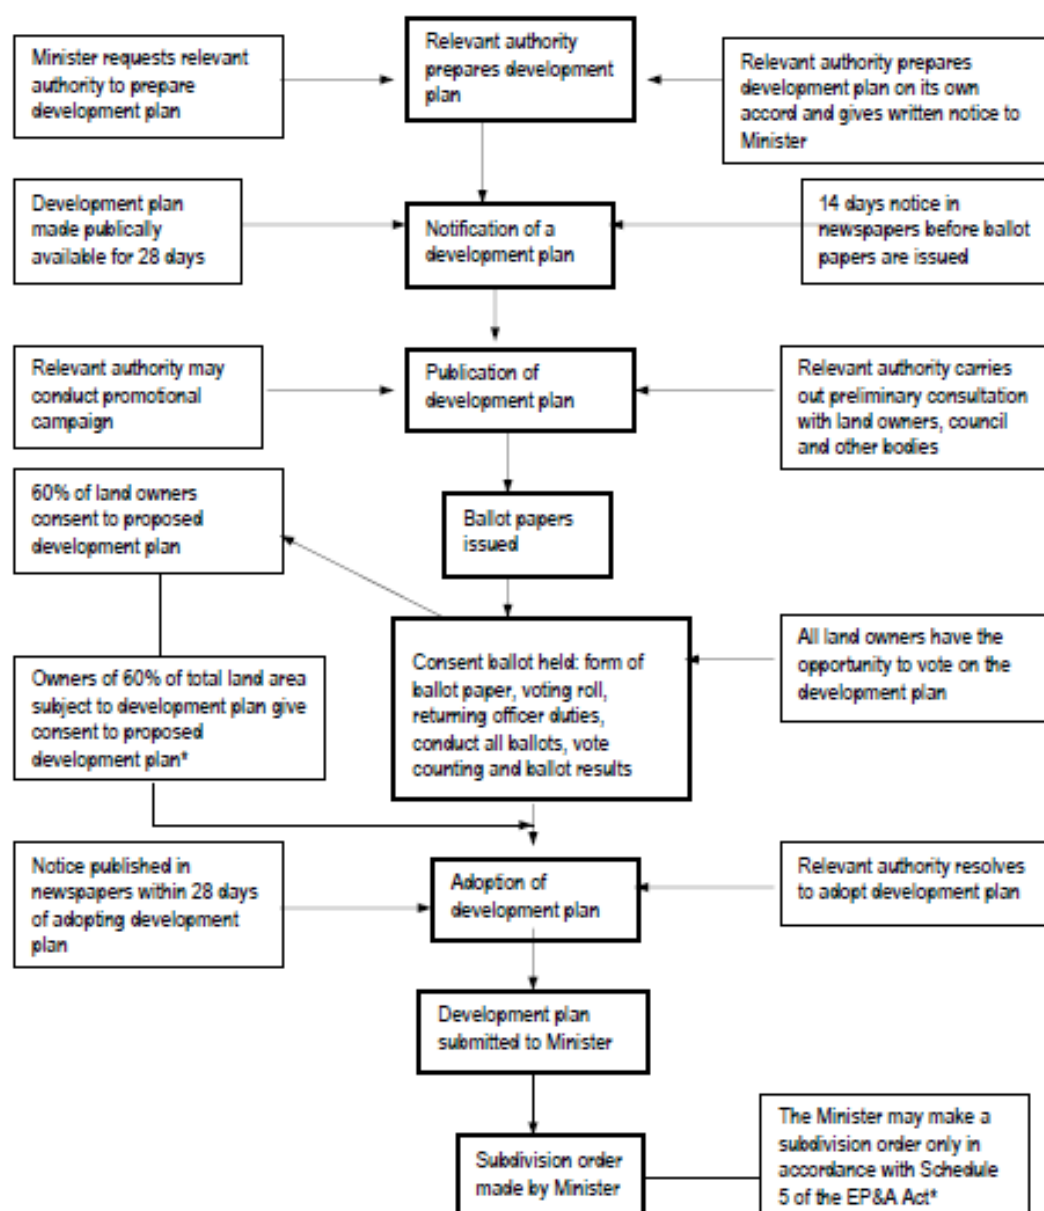 Relevant authority
prepares development
plan
Minister requests relevant
authority to prepare
development plan
Relevant authority prepares
development plan on its own
accord and gives written notice to
Minister
Development plan
made publically
available for 28 days
Notification of a
development plan
14 days notice in
newspapers before ballot
papers are issued
Relevant authority may
conduct promotional
campaign
Publication of
development plan
Relevant authority carries
out preliminary consultation
with land owners, council
and other bodies
60% of land owners
consent to proposed
development plan
Ballot papers
issued
Owners of 60% of total land area
subject to development plan give
consent to proposed
development plan*
Consent ballot held: form of
ballot paper, voting roll,
returning officer duties,
conduct all ballots, vote
counting and ballot results
All land owners have the
opportunity to vote on the
development plan
Notice published in
newspapers within 28 days
of adopting development
plan
Adoption of
development plan
Relevant authority resolves
to adopt development plan
Development plan
submitted to Minister
Subdivision order
made by Minister
The Minister may make a
subdivision order only in
accordance with Schedule
5 of the EP&A Act*